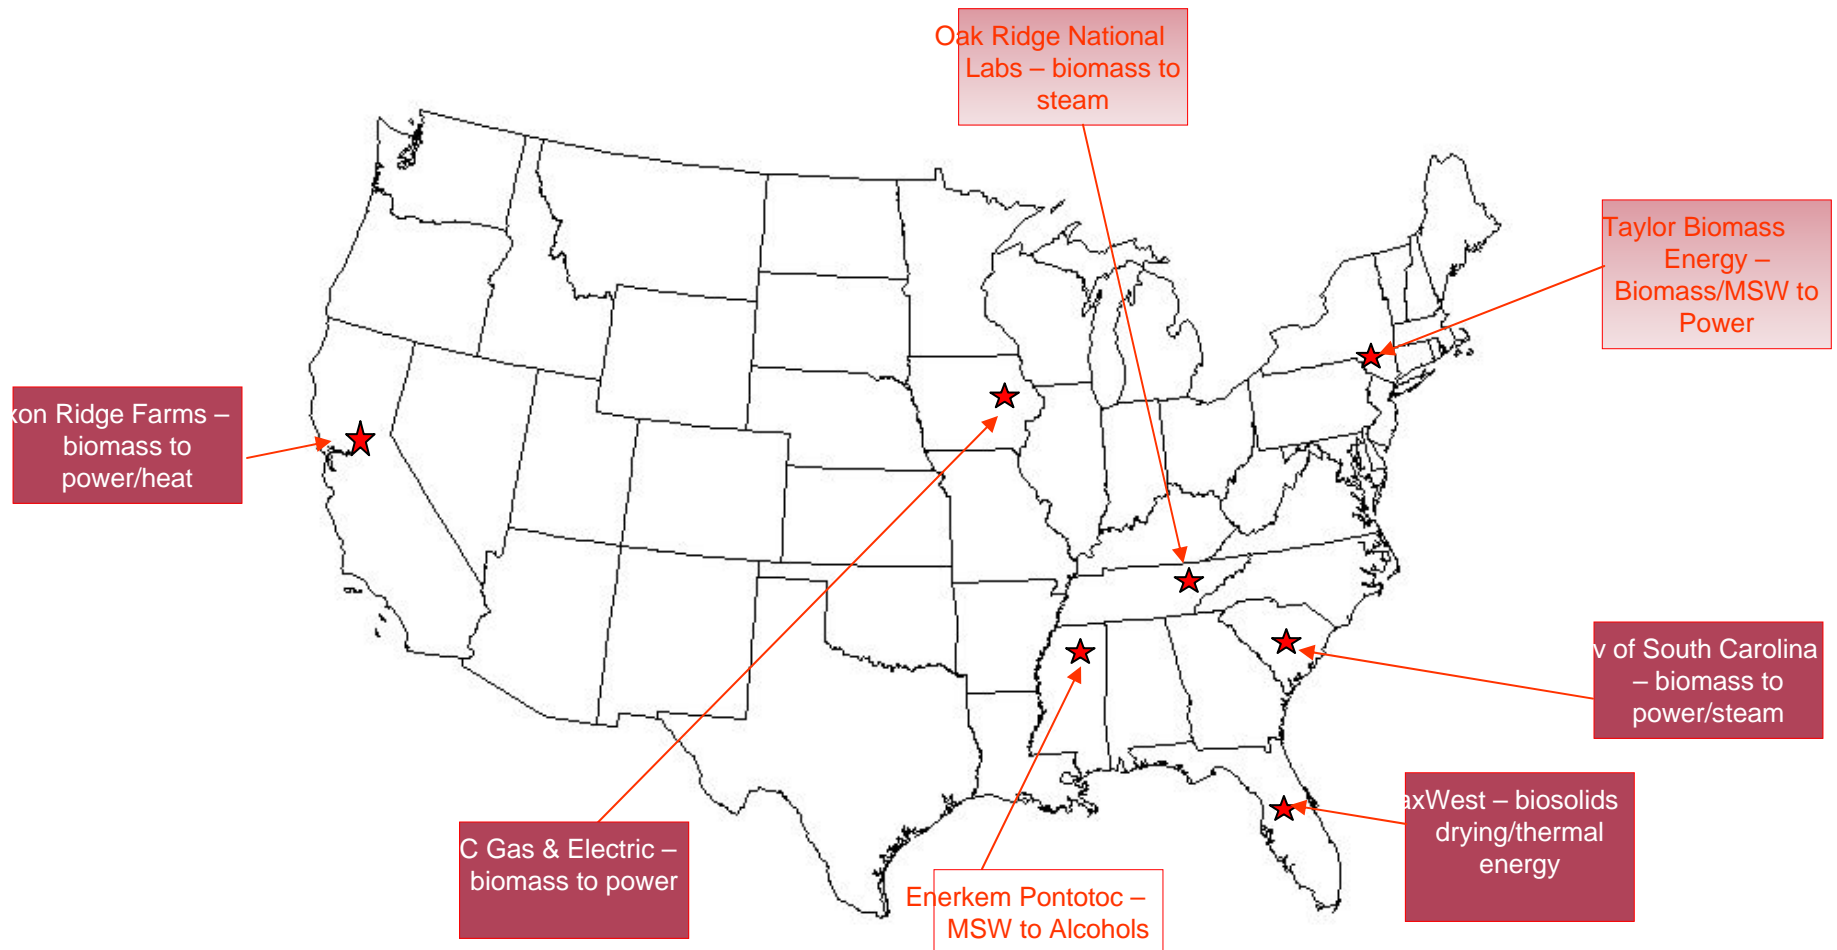 Oak Ridge National
Labs – biomass to
steam
Taylor Biomass
Energy –
Biomass/MSW to
Power
xon Ridge Farms –
biomass to
power/heat
v of South Carolina
– biomass to
power/steam
axWest – biosolids
drying/thermal
energy
C Gas & Electric –
biomass to power
Enerkem Pontotoc –
MSW to Alcohols